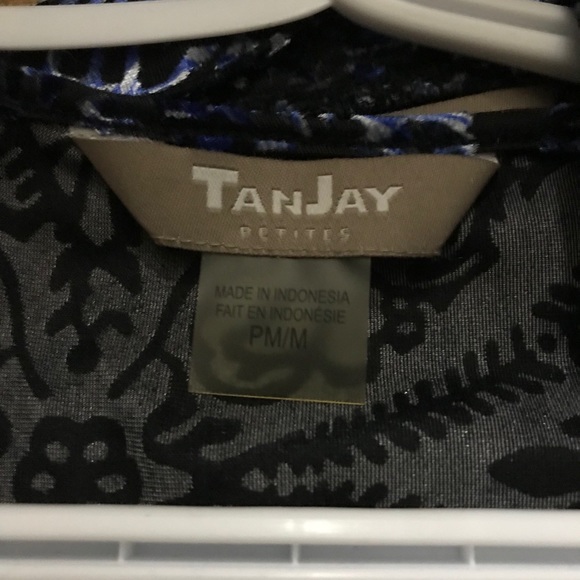 TANJAY
PETITES
MADE IN INDONESIA
FAIT EN INDONÉSIE
PM/M